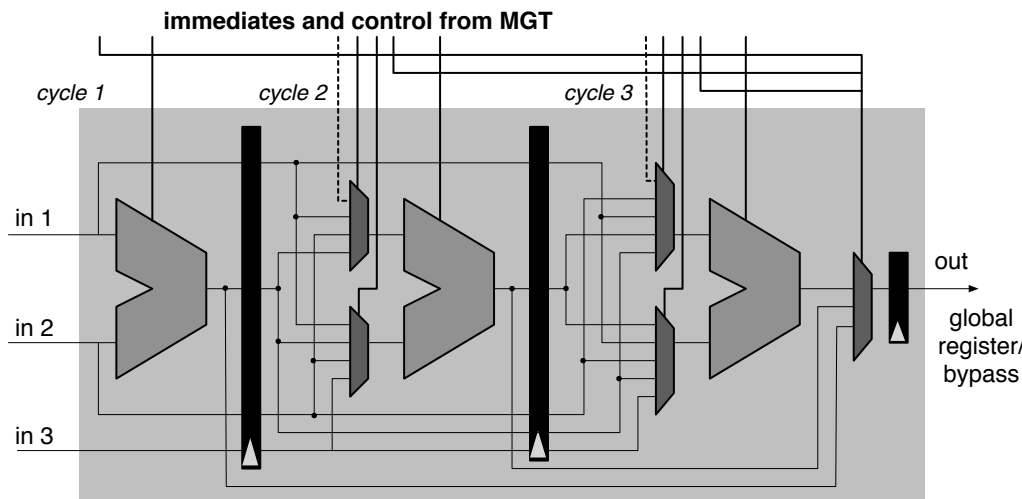 immediates and control from MGT
cycle 1
cycle 2
cycle 3
in 1
in 2
in 3
out
global
register/
bypass